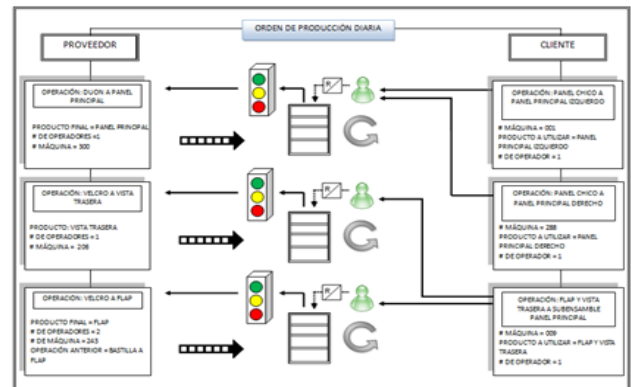 ORDEN DE PRODUCCIÓN DIARIA
PROVEEDOR
CLIENTE
OPERACIÓN: DUON A PANEL
PRINCIPAL
PRODUCTO FINAL = PANEL PRINCIPAL
# DE OPERADORES =1
# MÁQUINA = 300
OPERACIÓN: VELCRO A VISTA
TRASERA
PRODUCTO: VISTA TRASERA
# DE OPERADORES = 1
# MÁQUINA = 208
OPERACIÓN: VELCRO A FLAP
PRODUCTO FINAL = FLAP
# DE OPERADORES = 2
# DE MÁQUINA = 243
OPERACIÓN ANTERIOR = BASTILLA A
FLAP
R
R
R
OPERACIÓN: PANEL CHICO A
PANEL PRINCIPAL IZQUIERDO
# MÁQUINA = 001
PRODUCTO A UTILIZAR = PANEL
PRINCIPAL IZQUIERDO
# DE OPERADOR = 1
OPERACIÓN: PANEL CHICO A
PANEL PRINCIPAL DERECHO
# MÁQUINA = 288
PRODUCTO A UTILIZAR = PANEL
PRINCIPAL DERECHO
# DE OPERADOR = 1
OPERACIÓN: FLAP Y VISTA
TRASERA A SUBENSAMBLE
PANEL PRINCIPAL
# MÁQUINA = 009
PRODUCTO A UTILIZAR = FLAP Y VISTA
TRASERA
# DE OPERADOR = 1